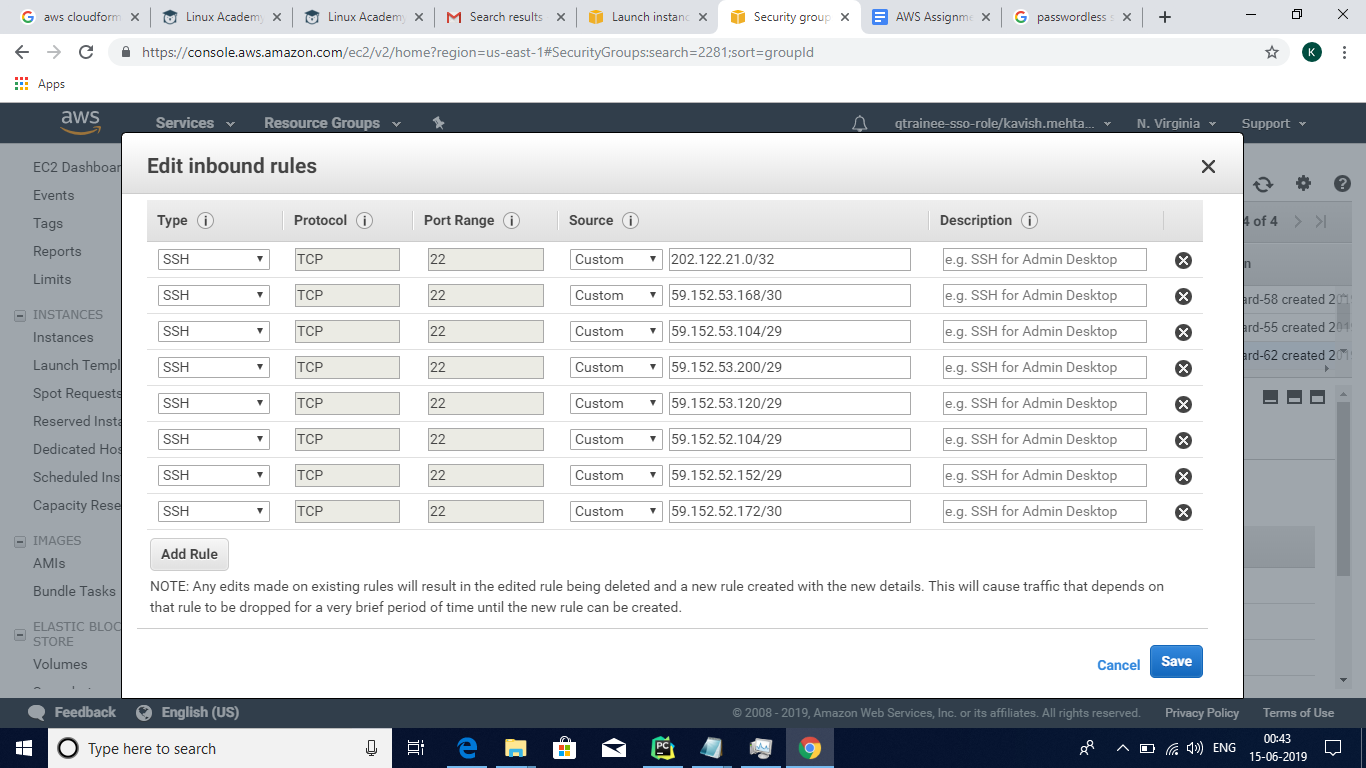 aws cloudform
Linux Academy
Linux Academy
Search results
Launch instanc
Security group
AWS Assignme
passwordless s
https://console.aws.amazon.com/ec2/v2/home?region=us-east-1#SecurityGroups:search=2281;sort=groupId
K
Apps
aws
Services
Resource Groups
qtrainee-sso-role/kavish.mehta...
N. Virginia
Support
EC2 Dashboar
Events
Tags
Reports
Limits
INSTANCES
Instances
Launch Templ
Spot Requests
Reserved Insta
Dedicated Hos
Scheduled Ins
Capacity Rese
IMAGES
AMIs
Bundle Tasks
ELASTIC BLOC
STORE
Volumes
Edit inbound rules
Type Protocol Port Range Source Description
SSH TCP 22 Custom 202.122.21.0/32 e.g. SSH for Admin Desktop
SSH TCP 22 Custom 59.152.53.168/30 e.g. SSH for Admin Desktop
SSH TCP 22 Custom 59.152.53.104/29 e.g. SSH for Admin Desktop
SSH TCP 22 Custom 59.152.53.200/29 e.g. SSH for Admin Desktop
SSH TCP 22 Custom 59.152.53.120/29 e.g. SSH for Admin Desktop
SSH TCP 22 Custom 59.152.52.104/29 e.g. SSH for Admin Desktop
SSH TCP 22 Custom 59.152.52.152/29 e.g. SSH for Admin Desktop
SSH TCP 22 Custom 59.152.52.172/30 e.g. SSH for Admin Desktop
Add Rule
NOTE: Any edits made on existing rules will result in the edited rule being deleted and a new rule created with the new details. This will cause traffic that depends on
that rule to be dropped for a very brief period of time until the new rule can be created.
Cancel
Save
4 of 4
n
ard-58 created 201
ard-55 created 201
ard-62 created 201
Feedback
English (US)
© 2008 - 2019, Amazon Web Services, Inc. or its affiliates. All rights reserved.
Privacy Policy
Terms of Use
Type here to search
PC
ENG
00:43
15-06-2019